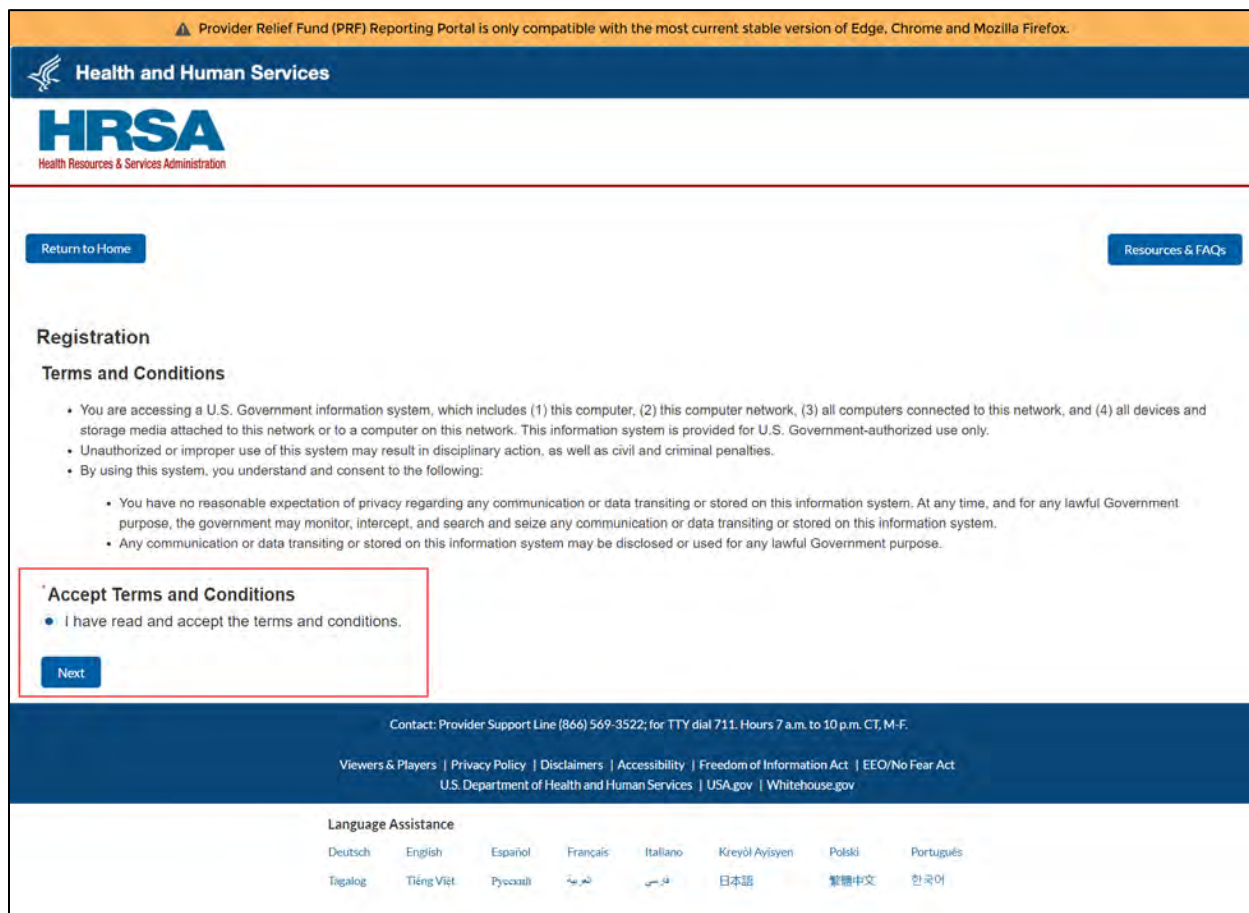 Provider Relief Fund (PRF) Reporting Portal is only compatible with the most current stable version of Edge, Chrome and Mozilla Firefox.
Health and Human Services
HRSA
Health Resources & Services Administration
Return to Home
Resources & FAQs
Registration
Terms and Conditions
• You are accessing a U.S. Government information system, which includes (1) this computer, (2) this computer network, (3) all computers connected to this network, and (4) all devices and
storage media attached to this network or to a computer on this network. This information system is provided for U.S. Government-authorized use only.
• Unauthorized or improper use of this system may result in disciplinary action, as well as civil and criminal penalties.
• By using this system, you understand and consent to the following:
• You have no reasonable expectation of privacy regarding any communication or data transiting or stored on this information system. At any time, and for any lawful Government
purpose, the government may monitor, intercept, and search and seize any communication or data transiting or stored on this information system.
• Any communication or data transiting or stored on this information system may be disclosed or used for any lawful Government purpose.
*Accept Terms and Conditions
I have read and accept the terms and conditions.
Next
Contact: Provider Support Line (866) 569-3522; for TTY dial 711. Hours 7 a.m. to 10 p.m. CT, M-F.
Viewers & Players | Privacy Policy | Disclaimers | Accessibility | Freedom of Information Act | EEO/No Fear Act
U.S. Department of Health and Human Services | USA.gov | Whitehouse.gov
Language Assistance
Deutsch English Español Français Italiano Kreyòl Ayisyen Polski Português
Tagalog Tiếng Việt Русский العربية فارسی 日本語 繁體中文 한국어